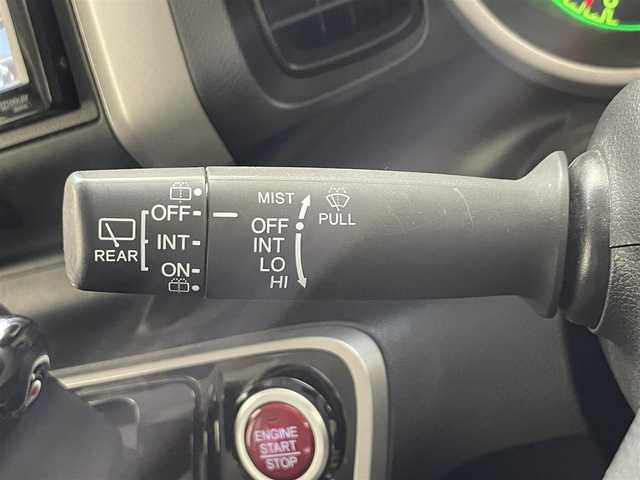 MIST
PULL
OFF
INT
LO
HI
OFF
INT
ON
REAR
ENGINE
START
STOP